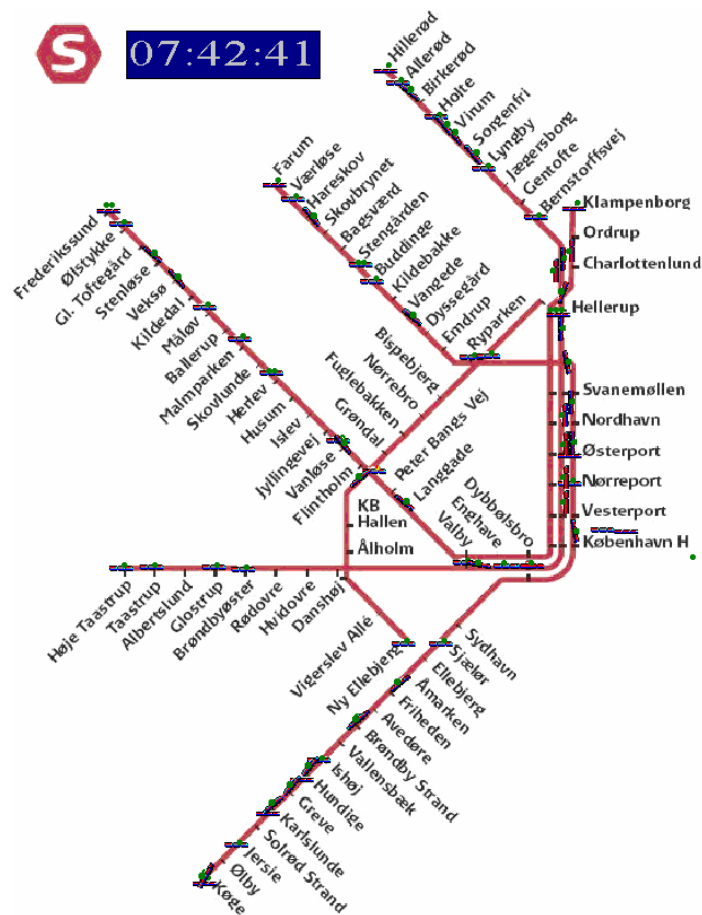 S
07:42:41
Hillerød
Allerød
Birkerød
Holte
Virum
Sorgenfri
Lyngby
Jægersborg
Gentofte
Bernstorffsvej
Klampenborg
Ordrup
Charlottenlund
Hellerup
Farum
Værløse
Hareskov
Skovbrynet
Bagsværd
Stengården
Buddinge
Kildebakke
Vangede
Dyssegård
Emdrup
Ryparken
Bispebjerg
Nørrebro
Fuglebakken
Grøndal
Frederikssund
Ølstykke
Gl. Toftegård
Stenløse
Veksø
Kildedal
Måløv
Ballerup
Malmparken
Skovlunde
Herlev
Husum
Islev
Jyllingevej
Vanløse
Flintholm
Peter Bangs Vej
Langgade
Valby
Enghave
Dybbølsbro
Svanemøllen
Nordhavn
Østerport
Nørreport
Vesterport
København H
KB
Hallen
Ålholm
Høje Taastrup
Taastrup
Albertslund
Glostrup
Brøndbyøster
Rødovre
Hvidovre
Danshøj
Vigerslev Allé
Ny Ellebjerg
Sydhavn
Sjælør
Ellebjerg
Åmarken
Friheden
Avedøre
Brøndby Strand
Vallensbæk
Ishøj
Hundige
Greve
Karlslunde
Solrød Strand
Jersie
Ølby
Køge